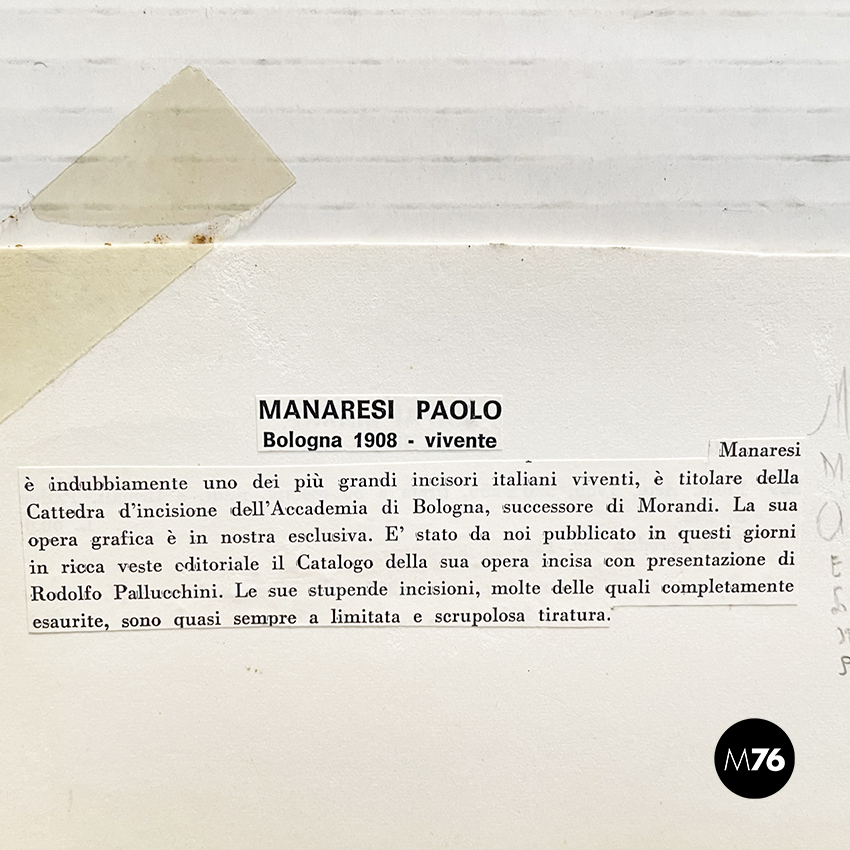 MANARESI PAOLO
Bologna 1908 - vivente
Manaresi
è indubbiamente uno dei più grandi incisori italiani viventi, è titolare della
Cattedra d'incisione dell'Accademia di Bologna, successore di Morandi. La sua
opera grafica è in nostra esclusiva. E' stato da noi pubblicato in questi giorni
in ricca veste editoriale il Catalogo della sua opera incisa con presentazione di
Rodolfo Pallucchini. Le sue stupende incisioni, molte delle quali completamente
esaurite, sono quasi sempre a limitata e scrupolosa tiratura.
M76